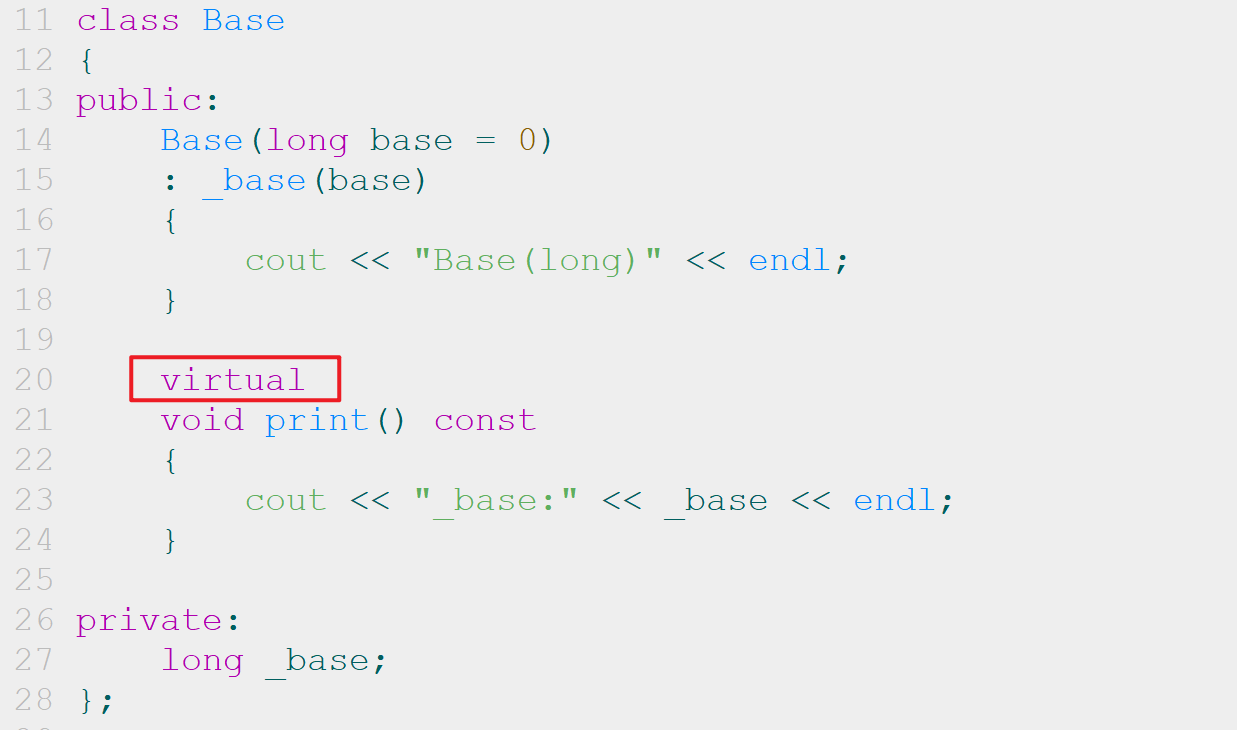 11 class Base
12 {
13 public:
14     Base(long base = 0)
15     : _base(base)
16     {
17         cout << "Base(long)" << endl;
18     }
19
20     virtual
21     void print() const
22     {
23         cout << "_base:" << _base << endl;
24     }
25
26 private:
27     long _base;
28 };